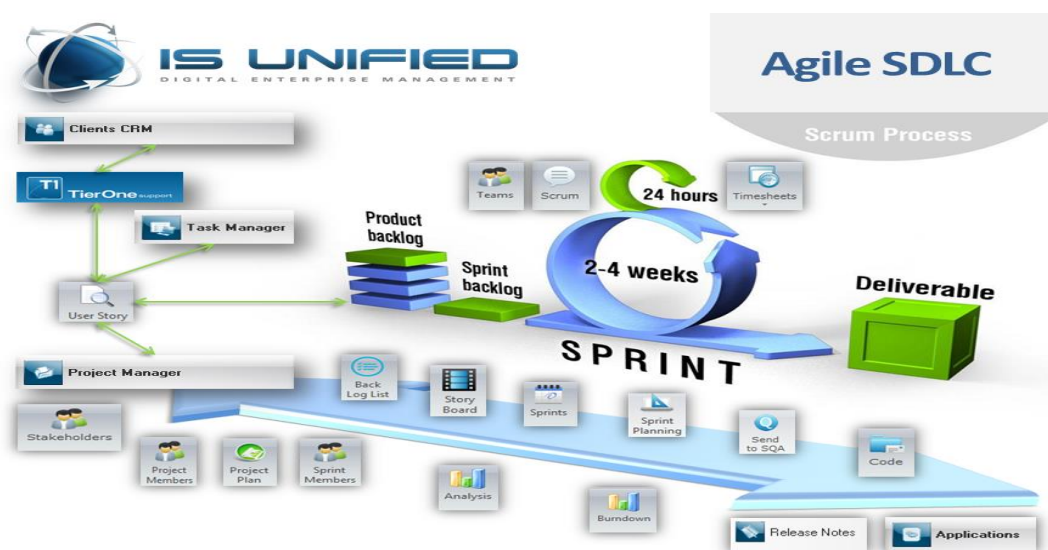 IS UNIFIED
DIGITAL ENTERPRISE MANAGEMENT
Agile SDLC
Scrum Process
Clients CRM
T1
TierOne support
Task Manager
User Story
Project Manager
Teams
Scrum
24 hours
Timesheets
Product
backlog
Sprint
backlog
2-4 weeks
Deliverable
SPRINT
Back
Log List
Story
Board
Sprints
Sprint
Planning
Send
to SQA
Code
Stakeholders
Project
Members
Project
Plan
Sprint
Members
Analysis
Burndown
Release Notes
Applications